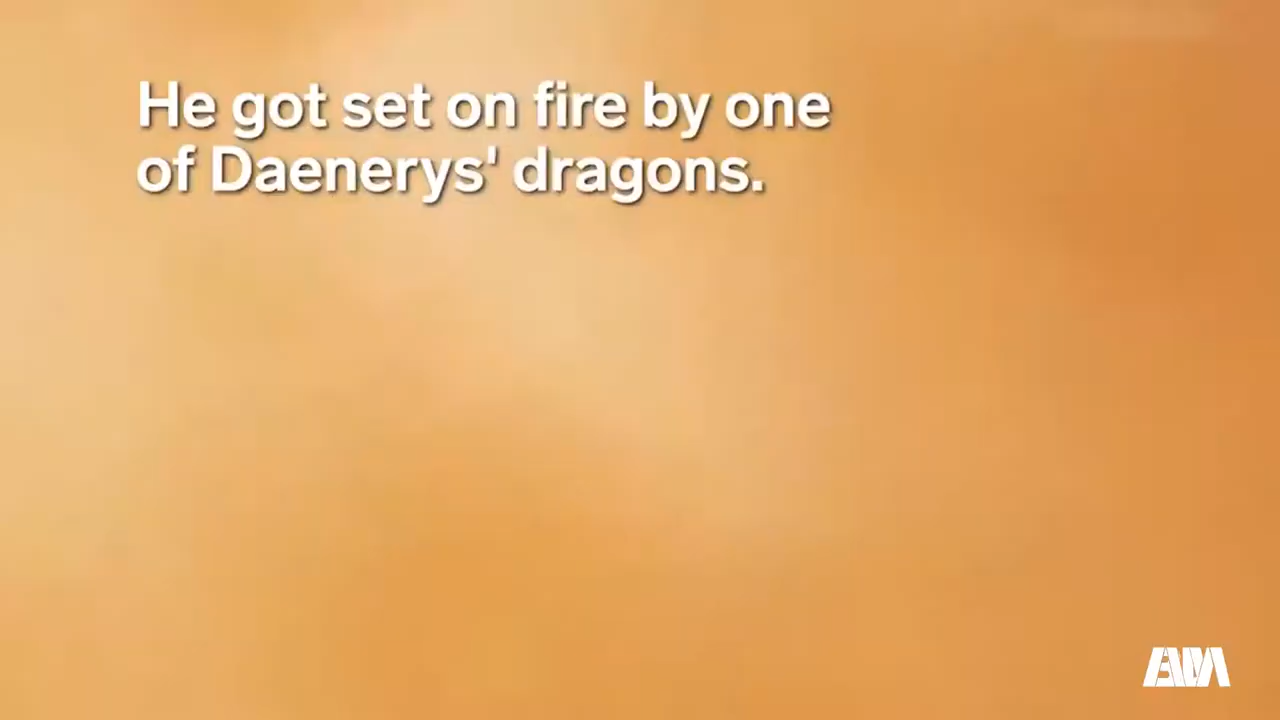 He got set on fire by one
of Daenerys' dragons.